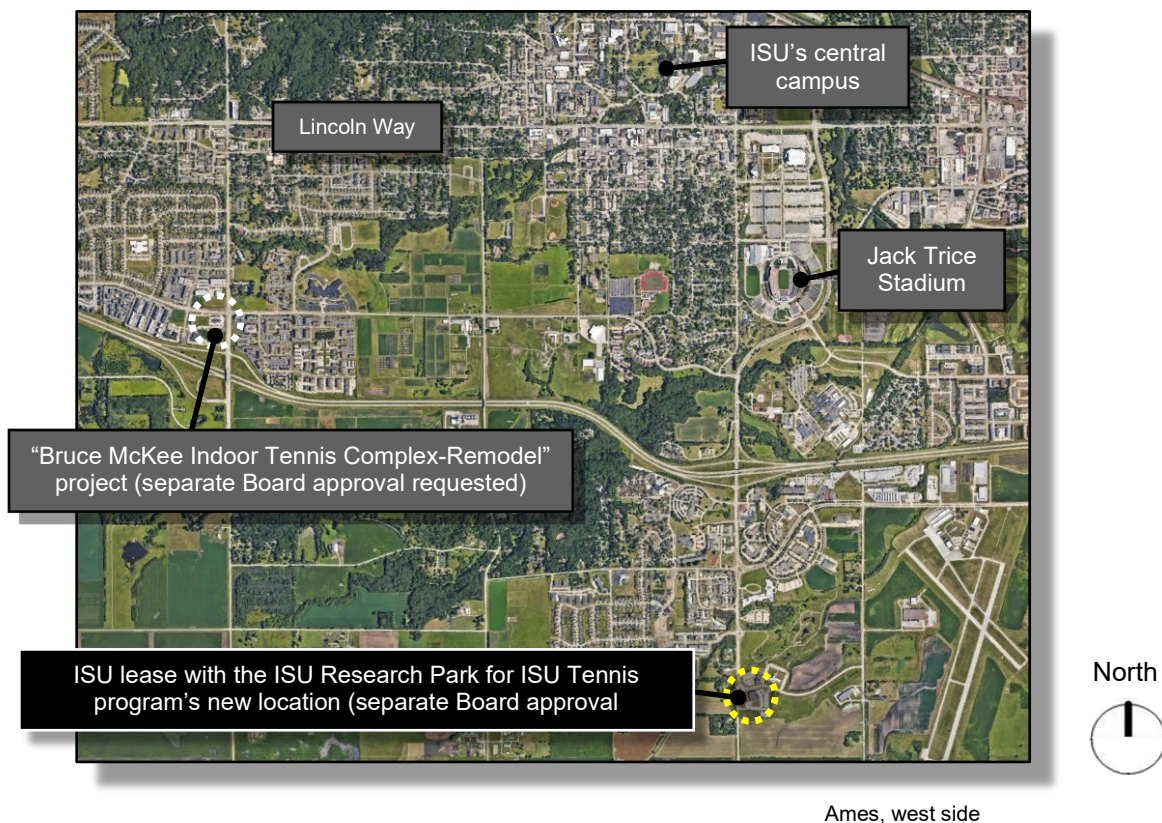 ISU’s central
campus
Lincoln Way
Jack Trice
Stadium
“Bruce McKee Indoor Tennis Complex-Remodel”
project (separate Board approval requested)
ISU lease with the ISU Research Park for ISU Tennis
program’s new location (separate Board approval
North
Ames, west side